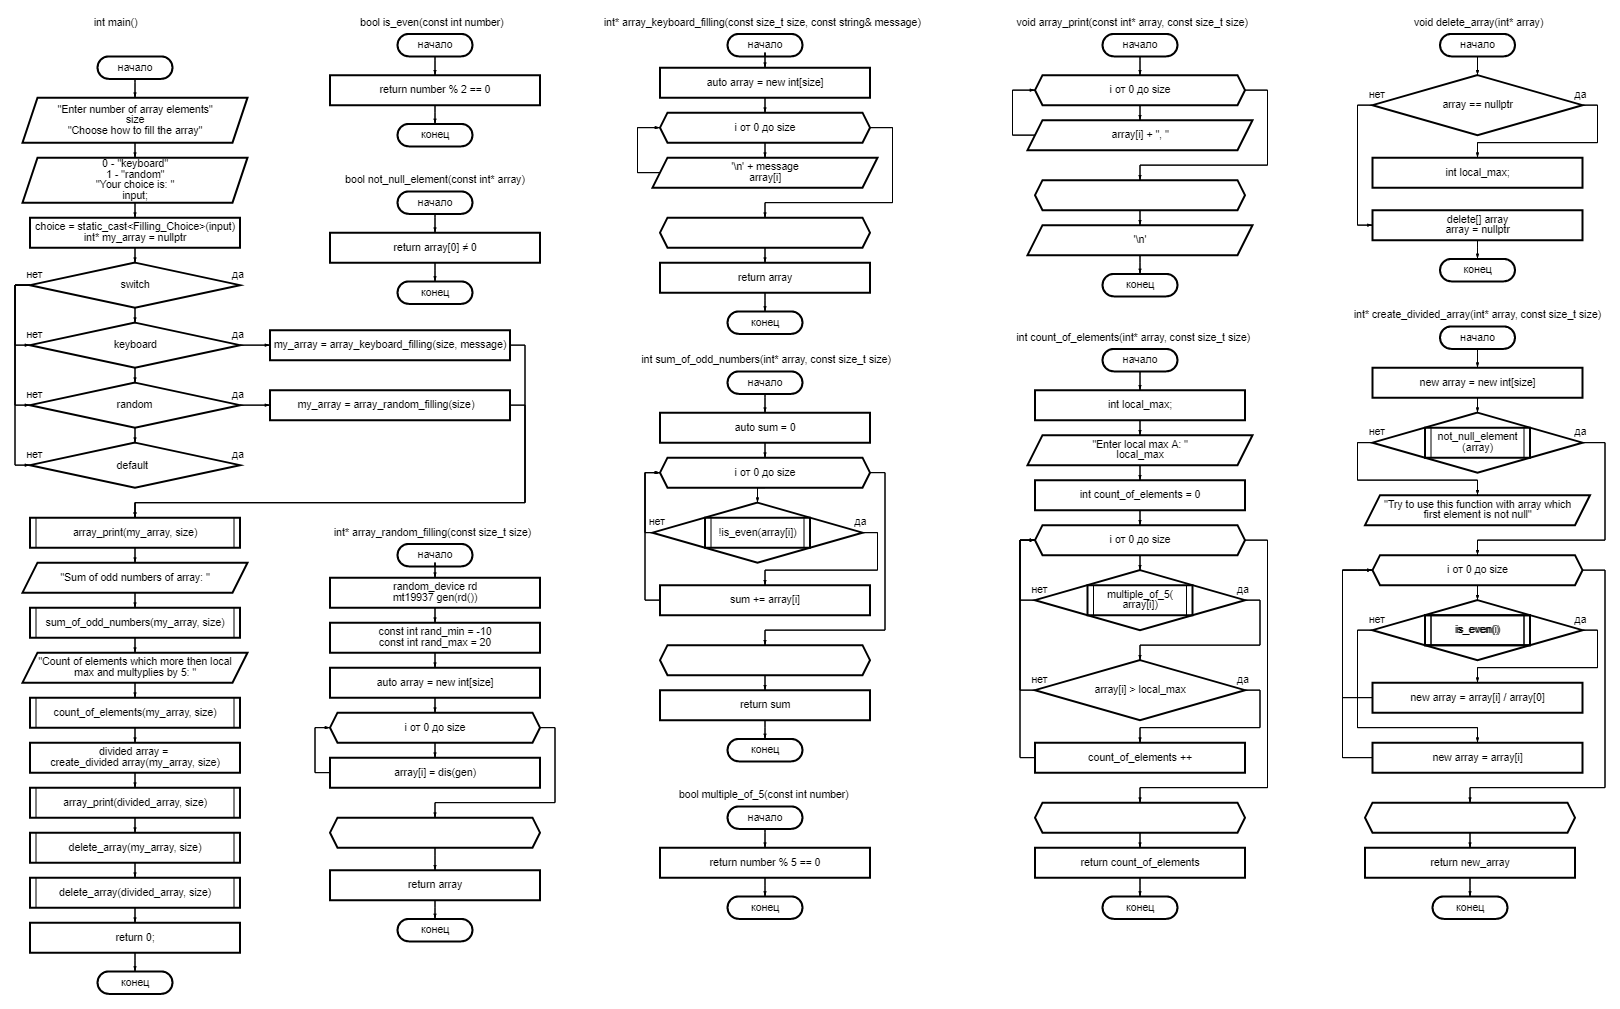 int main()
начало
"Enter number of array elements"
size
"Choose how to fill the array"
0 - "keyboard"
1 - "random"
"Your choice is: "
input;
choice = static_cast<Filling_Choice>(input)
int* my_array = nullptr
нет
да
switch
нет
да
keyboard
my_array = array_keyboard_filling(size, message)
нет
да
random
my_array = array_random_filling(size)
нет
да
default
array_print(my_array, size)
"Sum of odd numbers of array: "
sum_of_odd_numbers(my_array, size)
"Count of elements which more then local
max and multyplies by 5: "
count_of_elements(my_array, size)
divided array =
create_divided array(my_array, size)
array_print(divided_array, size)
delete_array(my_array, size)
delete_array(divided_array, size)
return 0;
конец
bool is_even(const int number)
начало
return number % 2 == 0
конец
bool not_null_element(const int* array)
начало
return array[0] ≠ 0
конец
int* array_random_filling(const size_t size)
начало
random_device rd
mt19937 gen(rd())
const int rand_min = -10
const int rand_max = 20
auto array = new int[size]
i от 0 до size
array[i] = dis(gen)
return array
конец
int* array_keyboard_filling(const size_t size, const string& message)
начало
auto array = new int[size]
i от 0 до size
'\n' + message
array[i]
return array
конец
int sum_of_odd_numbers(int* array, const size_t size)
начало
auto sum = 0
i от 0 до size
нет
да
!is_even(array[i])
sum += array[i]
return sum
конец
bool multiple_of_5(const int number)
начало
return number % 5 == 0
конец
void array_print(const int* array, const size_t size)
начало
i от 0 до size
array[i] + ", "
'\n'
конец
int count_of_elements(int* array, const size_t size)
начало
int local_max;
"Enter local max A: "
local_max
int count_of_elements = 0
i от 0 до size
нет
да
multiple_of_5(
array[i])
нет
да
array[i] > local_max
count_of_elements ++
return count_of_elements
конец
void delete_array(int* array)
начало
нет
да
array == nullptr
int local_max;
delete[] array
array = nullptr
конец
int* create_divided_array(int* array, const size_t size)
начало
new array = new int[size]
нет
да
not_null_element
(array)
"Try to use this function with array which
first element is not null"
i от 0 до size
нет
да
is_even(i)
new array = array[i] / array[0]
new array = array[i]
return new_array
конец